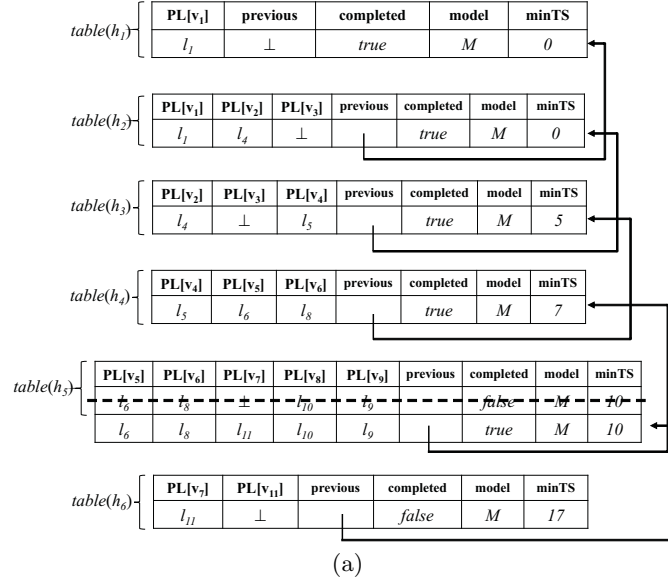 table(h₁) PL[v₁] previous completed model minTS
l₁ ⊥ true M 0
table(h₂) PL[v₁] PL[v₂] PL[v₃] previous completed model minTS
l₁ l₄ ⊥ true M 0
table(h₃) PL[v₂] PL[v₃] PL[v₄] previous completed model minTS
l₄ ⊥ l₅ true M 5
table(h₄) PL[v₄] PL[v₅] PL[v₆] previous completed model minTS
l₅ l₆ l₈ true M 7
table(h₅) PL[v₅] PL[v₆] PL[v₇] PL[v₈] PL[v₉] previous completed model minTS
l₆ l₈ ⊥ l₁₀ l₉ false M 10
l₆ l₈ l₁₁ l₁₀ l₉ true M 10
table(h₆) PL[v₇] PL[v₁₁] previous completed model minTS
l₁₁ ⊥ false M 17
(a)